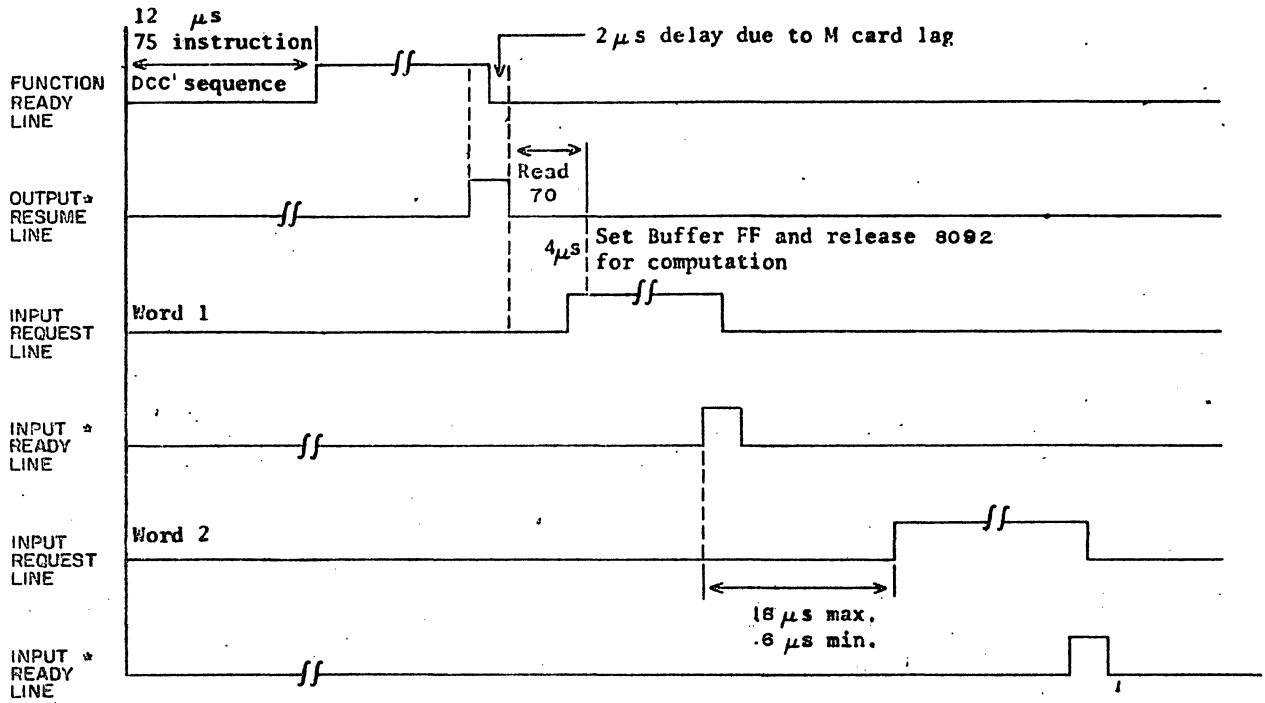 12 μs
75 instruction
DCC' sequence
2 μs delay due to M card lag
FUNCTION
READY
LINE
Read
70
OUTPUT*
RESUME
LINE
4μs
Set Buffer FF and release 8092
for computation
Word 1
INPUT
REQUEST
LINE
INPUT *
READY
LINE
Word 2
INPUT
REQUEST
LINE
μs max.
.6 μs min.
INPUT *
READY
LINE